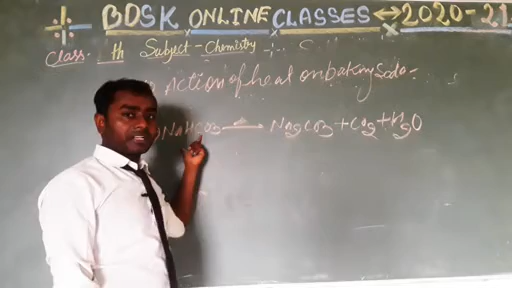 BDSK ONLINE CLASSES ↔ 2020-21
Class. th Subject - Chemistry
Action of heat on baking Soda
NaHCO3 → Na2CO3 + CO2 + H2O